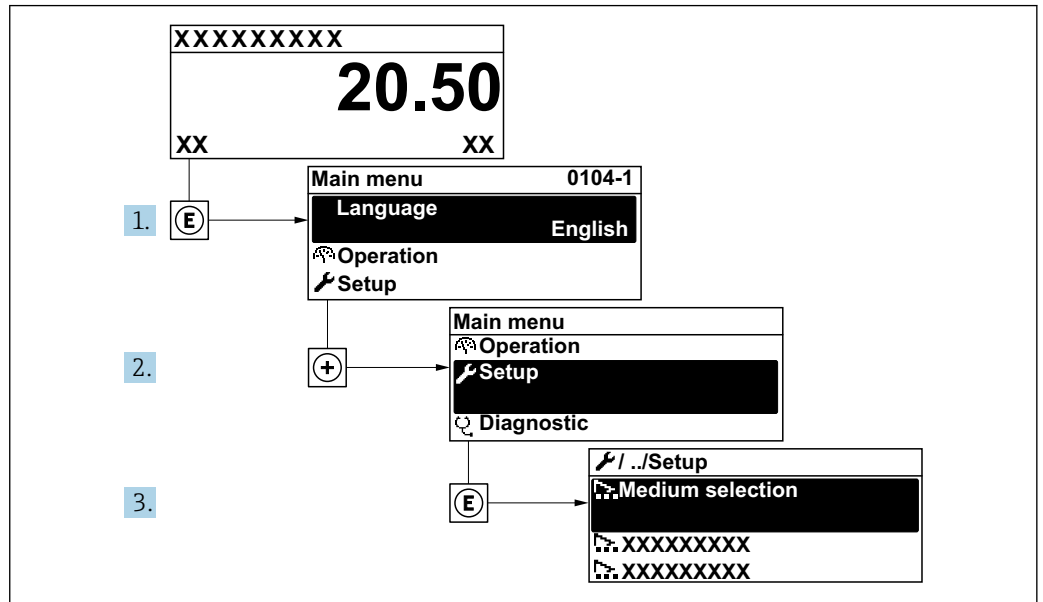 XXXXXXXXX
20.50
XX XX
1. E
Main menu 0104-1
Language
English
Operation
Setup
2. +
Main menu
Operation
Setup
Diagnostic
3. E
/ ../Setup
Medium selection
XXXXXXXXX
XXXXXXXXX